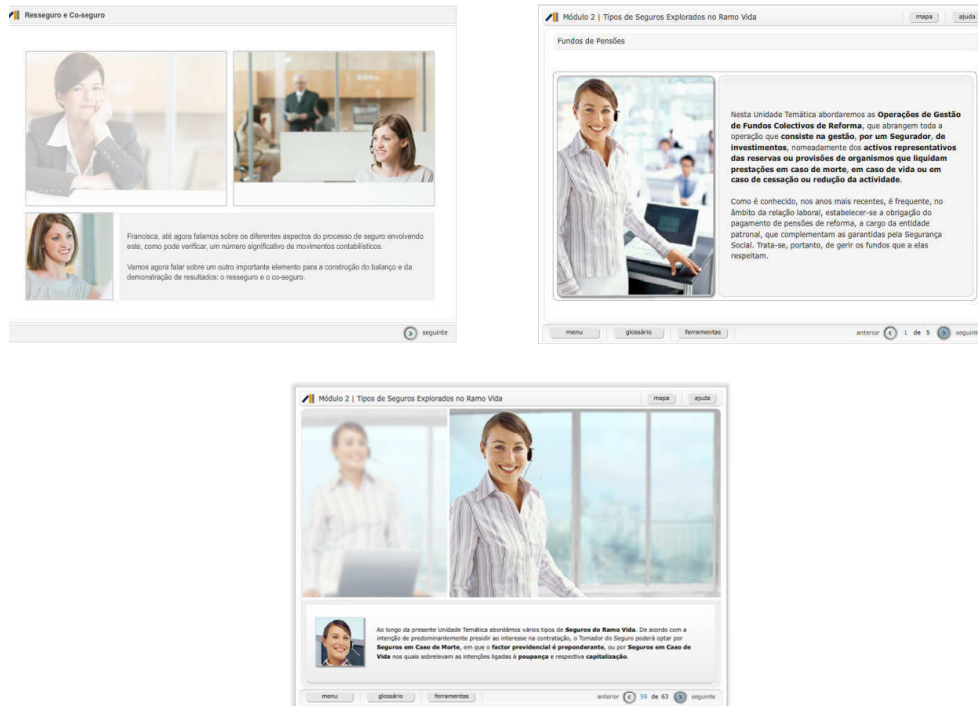 Resseguro e Co-seguro
Francisca, até agora falamos sobre os diferentes aspectos do processo de seguro envolvendo
este, como pode verificar, um número significativo de movimentos contabilísticos.
Vamos agora falar sobre um outro importante elemento para a construção do balanço e da
demonstração de resultados: o resseguro e o co-seguro.
seguinte
Módulo 2 | Tipos de Seguros Explorados no Ramo Vida
mapa
ajuda
Fundos de Pensões
Nesta Unidade Temática abordaremos as Operações de Gestão
de Fundos Colectivos de Reforma, que abrangem toda a
operação que consiste na gestão, por um Segurador, de
investimentos, nomeadamente dos activos representativos
das reservas ou provisões de organismos que liquidam
prestações em caso de morte, em caso de vida ou em
caso de cessação ou redução da actividade.
Como é conhecido, nos anos mais recentes, é frequente, no
âmbito da relação laboral, estabelecer-se a obrigação do
pagamento de pensões de reforma, a cargo da entidade
patronal, que complementam as garantidas pela Segurança
Social. Trata-se, portanto, de gerir os fundos que a elas
respeitam.
menu
glossário
ferramentas
anterior 1 de 5 seguint
Módulo 2 | Tipos de Seguros Explorados no Ramo Vida
mapa
ajuda
Ao longo da presente Unidade Temática abordámos vários tipos de Seguros do Ramo Vida. De acordo com a
intenção de predominantemente presidir ao interesse na contratação, o Tomador do Seguro poderá optar por
Seguros em Caso de Morte, em que o factor previdencial é preponderante, ou por Seguros em Caso de
Vida nos quais sobrelevam as intenções ligadas à poupança e respectiva capitalização.
menu
glossário
ferramentas
anterior 59 de 63 seguinte